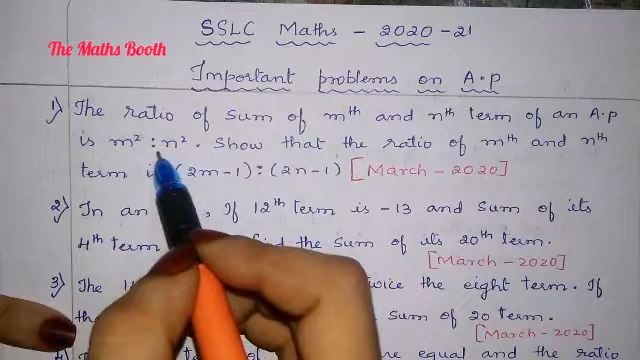 SSLC Maths - 2020-21
The Maths Booth
Important problems on A.P
1) The ratio of sum of mth and nth term of an A.P
is m² : n². Show that the ratio of mth and nth
term (2m-1):(2n-1) [March-2020]
2) In an , If 12th term is -13 and sum of its
4th term find the sum of its 20th term.
[March-2020]
3) The twice the eight term. If
sum of 20 term.
[March-2020]
equal and the ratio